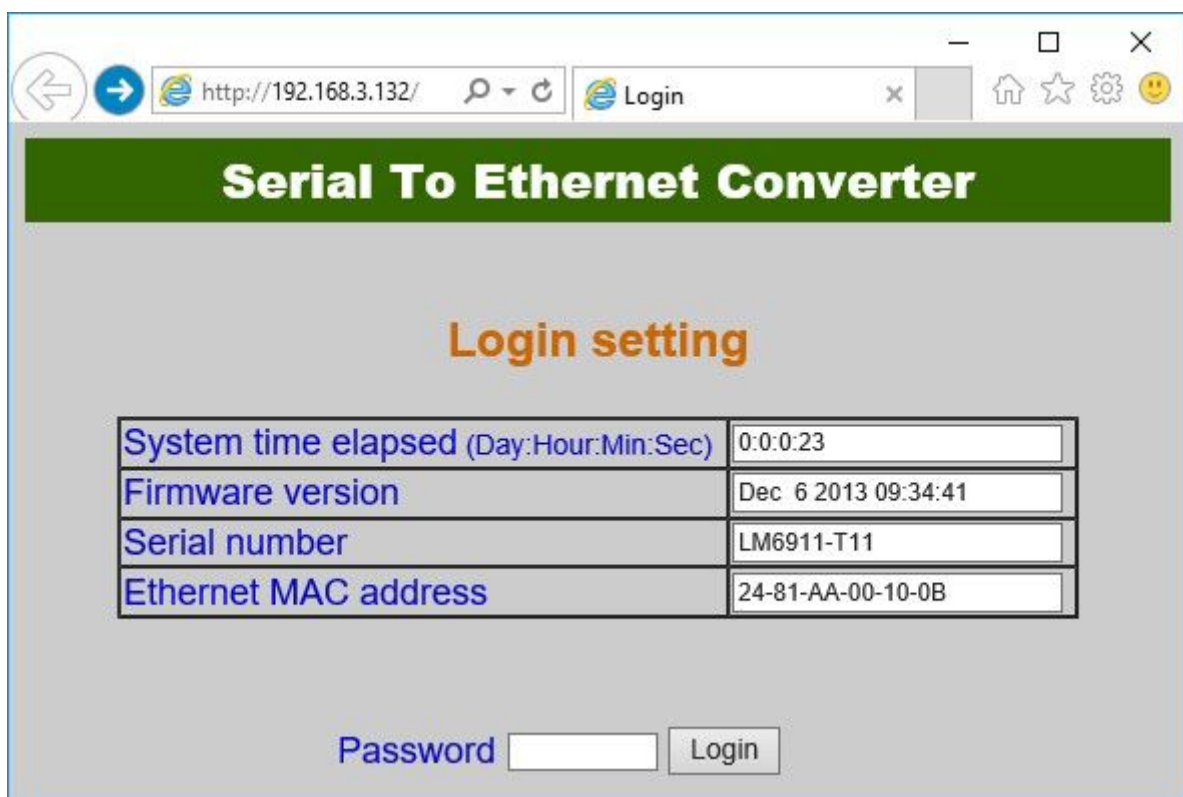 http://192.168.3.132/ Login
Serial To Ethernet Converter
Login setting
System time elapsed (Day:Hour:Min:Sec) 0:0:0:23
Firmware version Dec  6 2013 09:34:41
Serial number LM6911-T11
Ethernet MAC address 24-81-AA-00-10-0B
Password Login